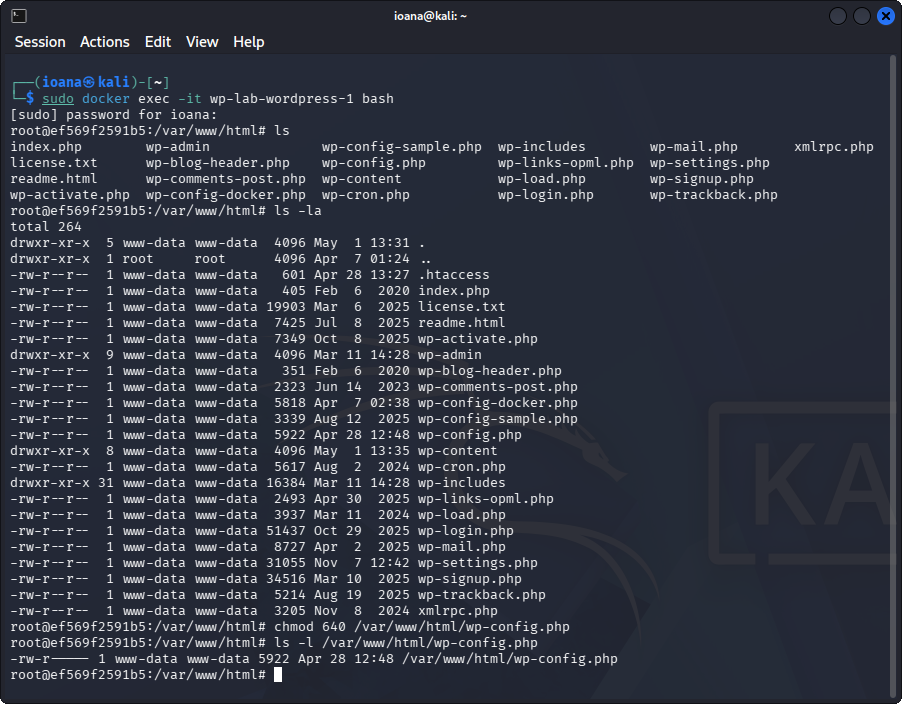 ioana@kali: ~
Session Actions Edit View Help
┌──(ioana㉿kali)-[~]
└─$ sudo docker exec -it wp-lab-wordpress-1 bash
[sudo] password for ioana:
root@ef569f2591b5:/var/www/html# ls
index.php        wp-admin              wp-config-sample.php  wp-includes        wp-mail.php       xmlrpc.php
license.txt      wp-blog-header.php    wp-config.php         wp-links-opml.php  wp-settings.php
readme.html      wp-comments-post.php  wp-content            wp-load.php        wp-signup.php
wp-activate.php  wp-config-docker.php  wp-cron.php           wp-login.php       wp-trackback.php
root@ef569f2591b5:/var/www/html# ls -la
total 264
drwxr-xr-x  5 www-data www-data  4096 May  1 13:31 .
drwxr-xr-x  1 root     root      4096 Apr  7 01:24 ..
-rw-r--r--  1 www-data www-data   601 Apr 28 13:27 .htaccess
-rw-r--r--  1 www-data www-data   405 Feb  6  2020 index.php
-rw-r--r--  1 www-data www-data 19903 Mar  6  2025 license.txt
-rw-r--r--  1 www-data www-data  7425 Jul  8  2025 readme.html
-rw-r--r--  1 www-data www-data  7349 Oct  8  2025 wp-activate.php
drwxr-xr-x  9 www-data www-data  4096 Mar 11 14:28 wp-admin
-rw-r--r--  1 www-data www-data   351 Feb  6  2020 wp-blog-header.php
-rw-r--r--  1 www-data www-data  2323 Jun 14  2023 wp-comments-post.php
-rw-r--r--  1 www-data www-data  5818 Apr  7 02:38 wp-config-docker.php
-rw-r--r--  1 www-data www-data  3339 Aug 12  2025 wp-config-sample.php
-rw-r--r--  1 www-data www-data  5922 Apr 28 12:48 wp-config.php
drwxr-xr-x  8 www-data www-data  4096 May  1 13:35 wp-content
-rw-r--r--  1 www-data www-data  5617 Aug  2  2024 wp-cron.php
drwxr-xr-x 31 www-data www-data 16384 Mar 11 14:28 wp-includes
-rw-r--r--  1 www-data www-data  2493 Apr 30  2025 wp-links-opml.php
-rw-r--r--  1 www-data www-data  3937 Mar 11  2024 wp-load.php
-rw-r--r--  1 www-data www-data 51437 Oct 29  2025 wp-login.php
-rw-r--r--  1 www-data www-data  8727 Apr  2  2025 wp-mail.php
-rw-r--r--  1 www-data www-data 31055 Nov  7 12:42 wp-settings.php
-rw-r--r--  1 www-data www-data 34516 Mar 10  2025 wp-signup.php
-rw-r--r--  1 www-data www-data  5214 Aug 19  2025 wp-trackback.php
-rw-r--r--  1 www-data www-data  3205 Nov  8  2024 xmlrpc.php
root@ef569f2591b5:/var/www/html# chmod 640 /var/www/html/wp-config.php
root@ef569f2591b5:/var/www/html# ls -l /var/www/html/wp-config.php
-rw-r----- 1 www-data www-data 5922 Apr 28 12:48 /var/www/html/wp-config.php
root@ef569f2591b5:/var/www/html#
KA